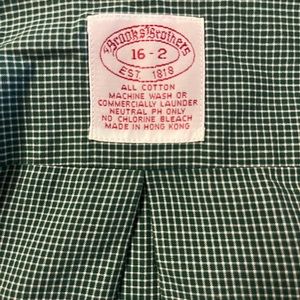 Brooks Brothers
16 - 2
EST. 1818
ALL COTTON
MACHINE WASH OR
COMMERCIALLY LAUNDER
NEUTRAL PH ONLY
NO CHLORINE BLEACH
MADE IN HONG KONG